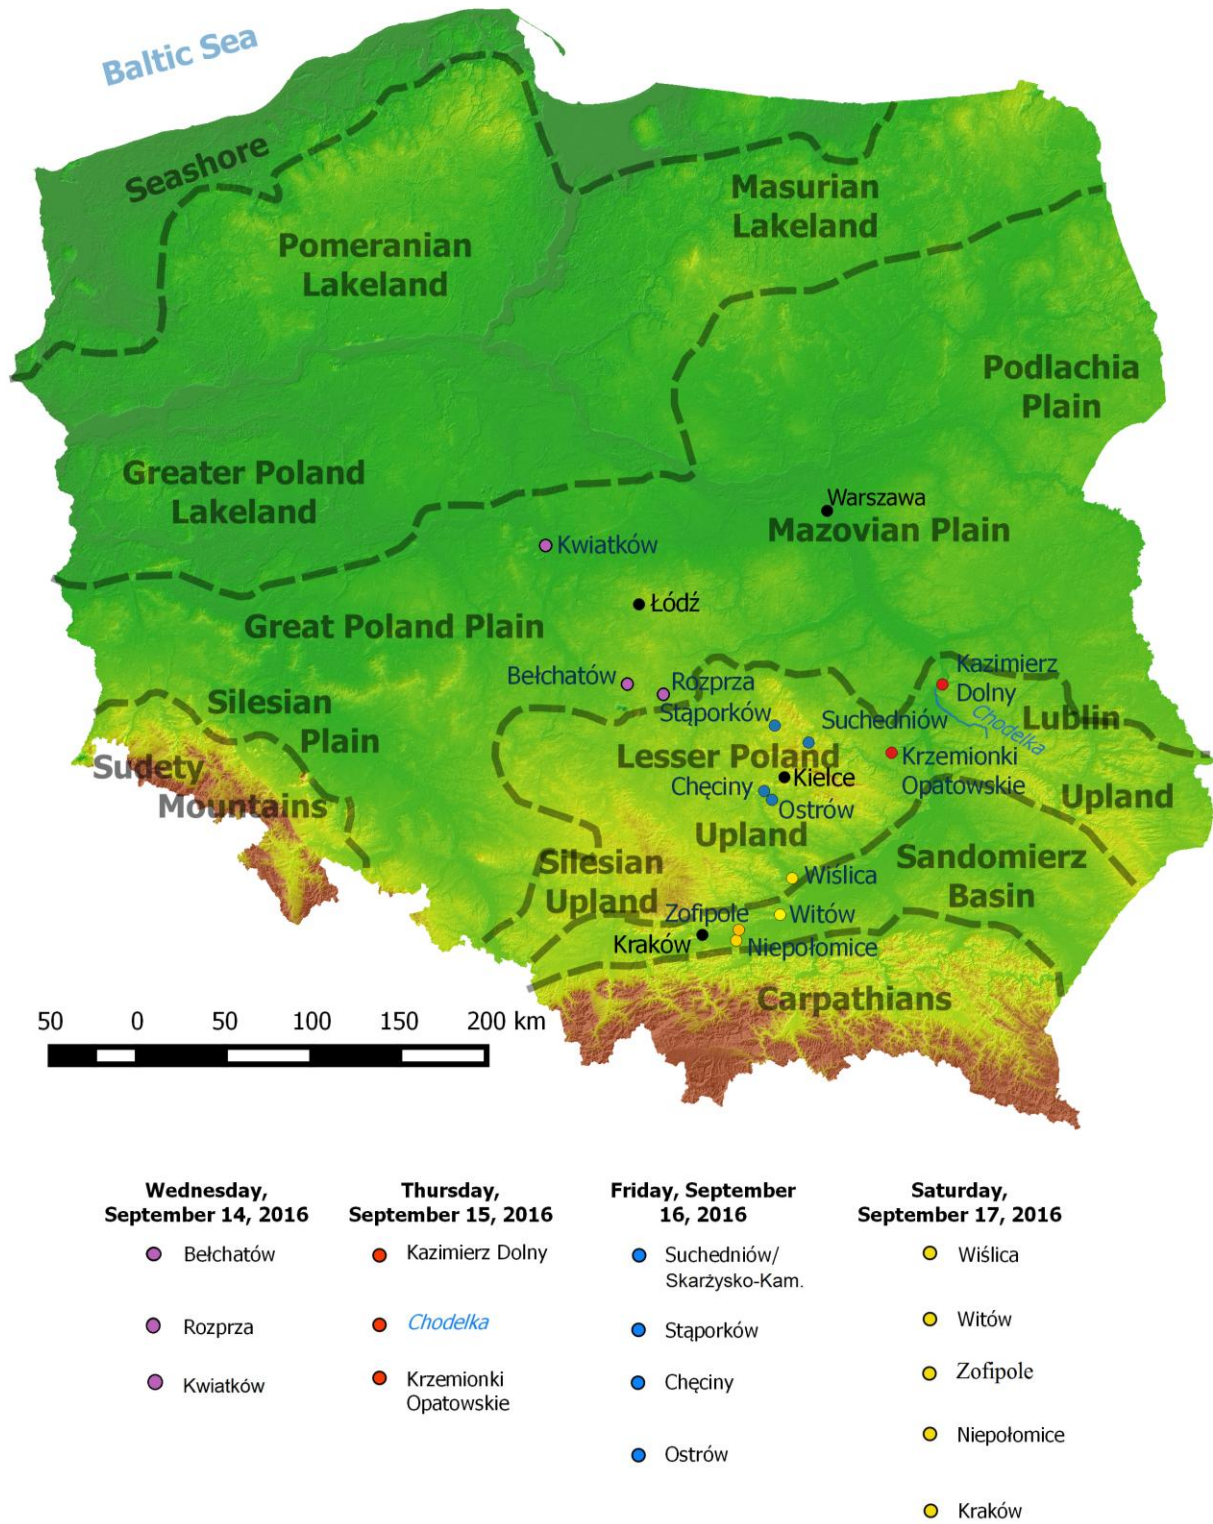 Baltic Sea
Seashore
Masurian
Lakeland
Pomeranian
Lakeland
Podlachia
Plain
Greater Poland
Lakeland
Warszawa
Mazovian Plain
Kwiatków
Łódź
Great Poland Plain
Kazimierz
Dolny
Bełchatów
Rozprza
Silesian
Plain
Stąporków
Suchedniów
Chodelka
Lublin
Upland
Lesser Poland
Upland
Krzemionki
Opatowskie
Sudety
Mountains
Kielce
Chęciny
Ostrów
Silesian
Upland
Sandomierz
Basin
Wiślica
Zofipole
Witów
Kraków
Niepołomice
Carpathians
50 0 50 100 150 200 km
Wednesday,
September 14, 2016
Bełchatów
Rozprza
Kwiatków
Thursday,
September 15, 2016
Kazimierz Dolny
Chodelka
Krzemionki
Opatowskie
Friday, September
16, 2016
Suchedniów/
Skarżysko-Kam.
Stąporków
Chęciny
Ostrów
Saturday,
September 17, 2016
Wiślica
Witów
Zofipole
Niepołomice
Kraków